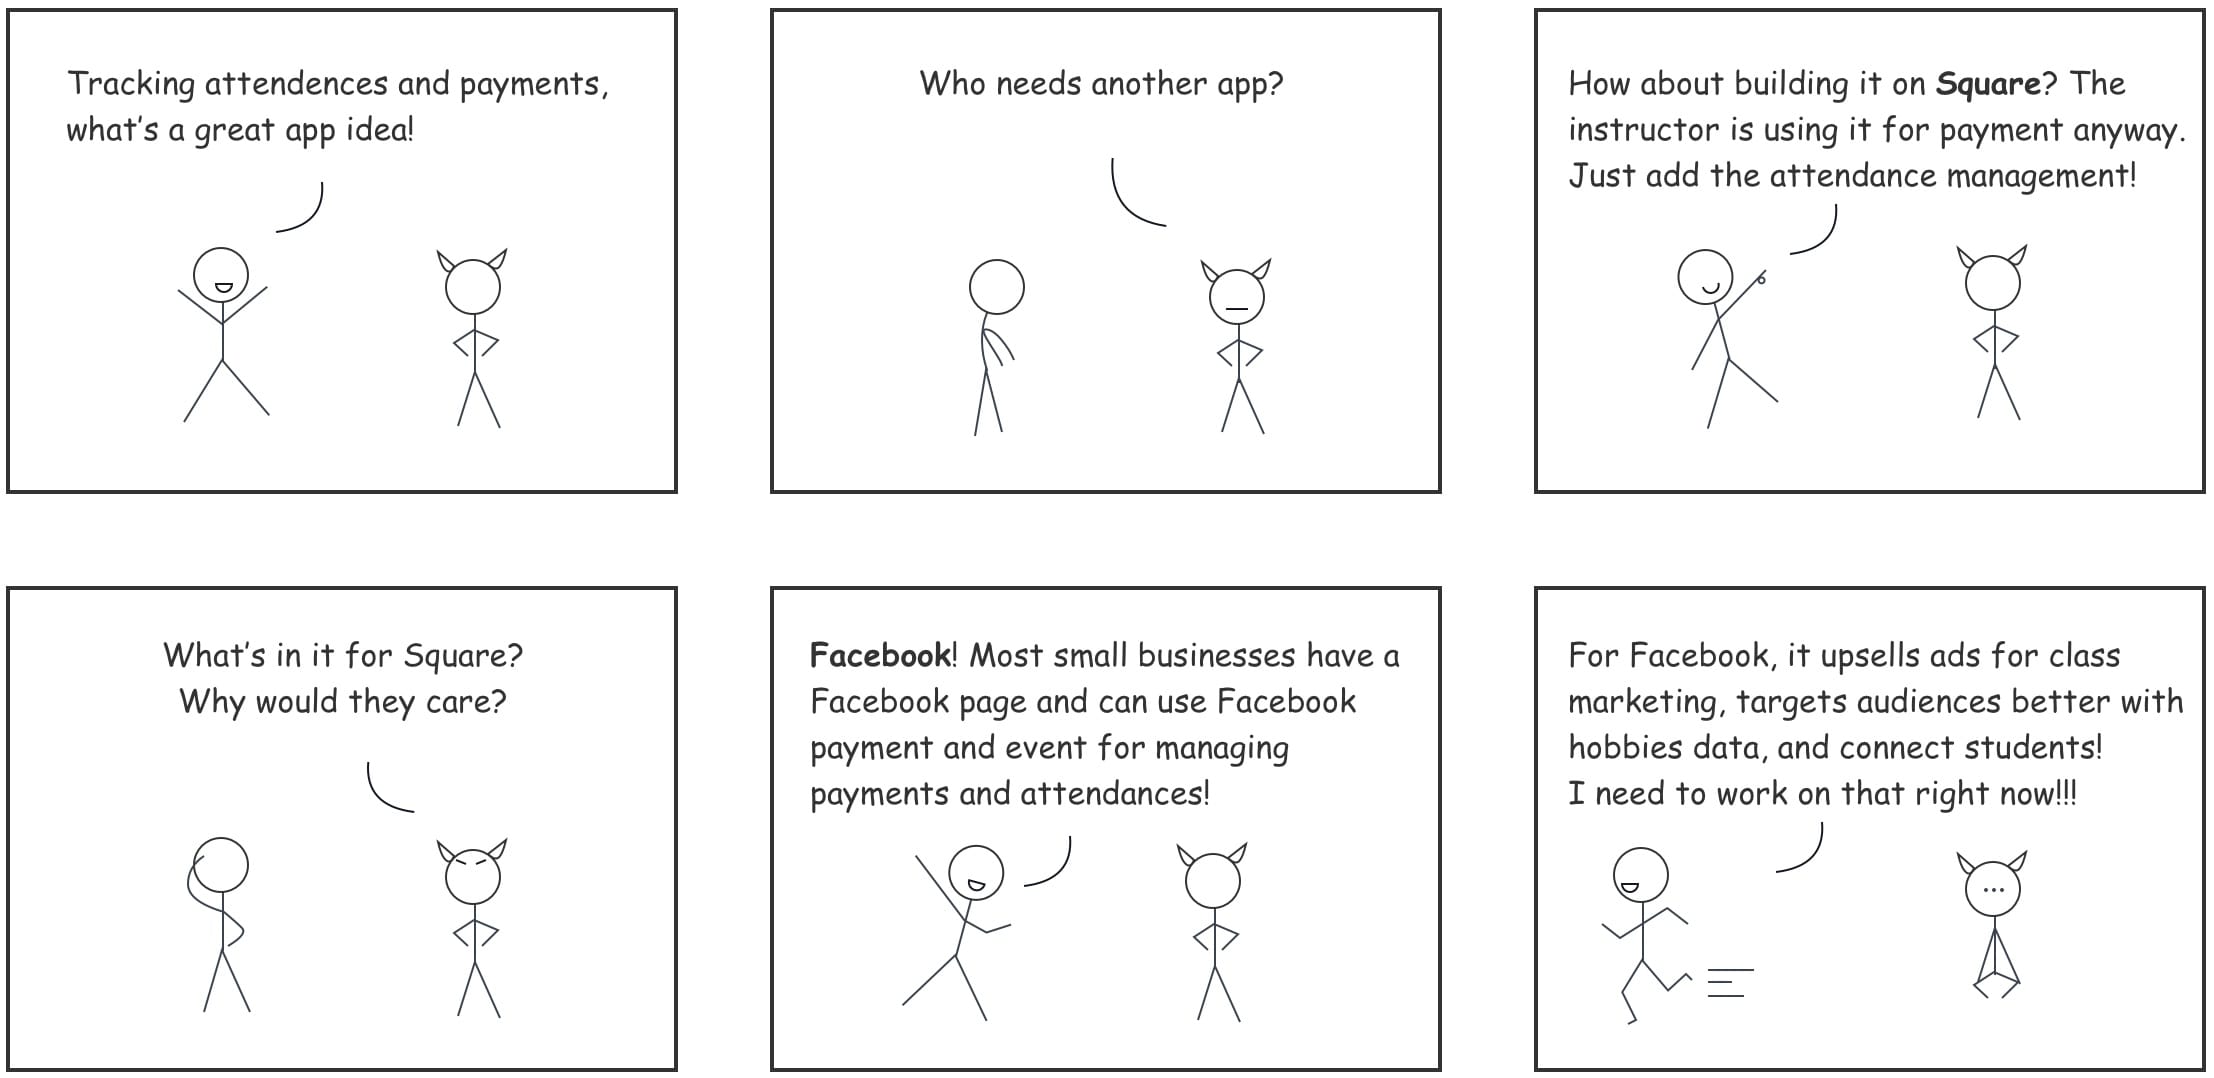 Tracking attendences and payments,
what's a great app idea!
Who needs another app?
How about building it on Square? The
instructor is using it for payment anyway.
Just add the attendance management!
What's in it for Square?
Why would they care?
Facebook! Most small businesses have a
Facebook page and can use Facebook
payment and event for managing
payments and attendances!
For Facebook, it upsells ads for class
marketing, targets audiences better with
hobbies data, and connect students!
I need to work on that right now!!!